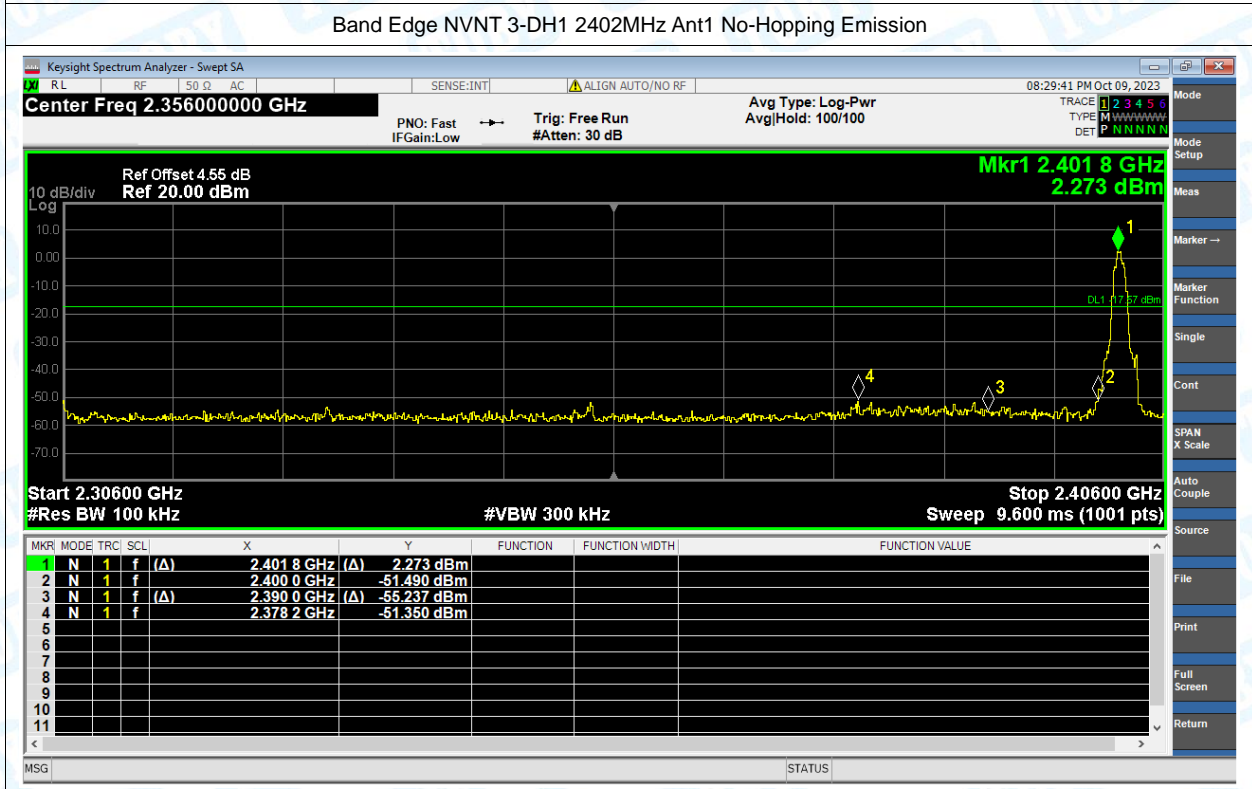 Band Edge NVNT 3-DH1 2402MHz Ant1 No-Hopping Emission
Keysight Spectrum Analyzer - Swept SA
LXI RL RF 50 Ω AC SENSE:INT ALIGN AUTO/NO RF 08:29:41 PM Oct 09, 2023
Center Freq 2.356000000 GHz
PNO: Fast
IFGain:Low
Trig: Free Run
#Atten: 30 dB
Avg Type: Log-Pwr
Avg|Hold: 100/100
TRACE 1 2 3 4 5 6
TYPE M WWWWW
DET P N N N N N
Ref Offset 4.55 dB
10 dB/div Ref 20.00 dBm
Log
Mkr1 2.401 8 GHz
2.273 dBm
10.0
0.00
-10.0
-20.0
-30.0
-40.0
-50.0
-60.0
-70.0
1
DL1 -17.57 dBm
4
3
2
Start 2.30600 GHz Stop 2.40600 GHz
#Res BW 100 kHz #VBW 300 kHz Sweep 9.600 ms (1001 pts)
MKR MODE TRC SCL X Y FUNCTION FUNCTION WIDTH FUNCTION VALUE
1 N 1 f (Δ) 2.401 8 GHz (Δ) 2.273 dBm
2 N 1 f 2.400 0 GHz -51.490 dBm
3 N 1 f (Δ) 2.390 0 GHz (Δ) -55.237 dBm
4 N 1 f 2.378 2 GHz -51.350 dBm
5
6
7
8
9
10
11
MSG STATUS
Mode
Mode
Setup
Meas
Marker →
Marker
Function
Single
Cont
SPAN
X Scale
Auto
Couple
Source
File
Print
Full
Screen
Return